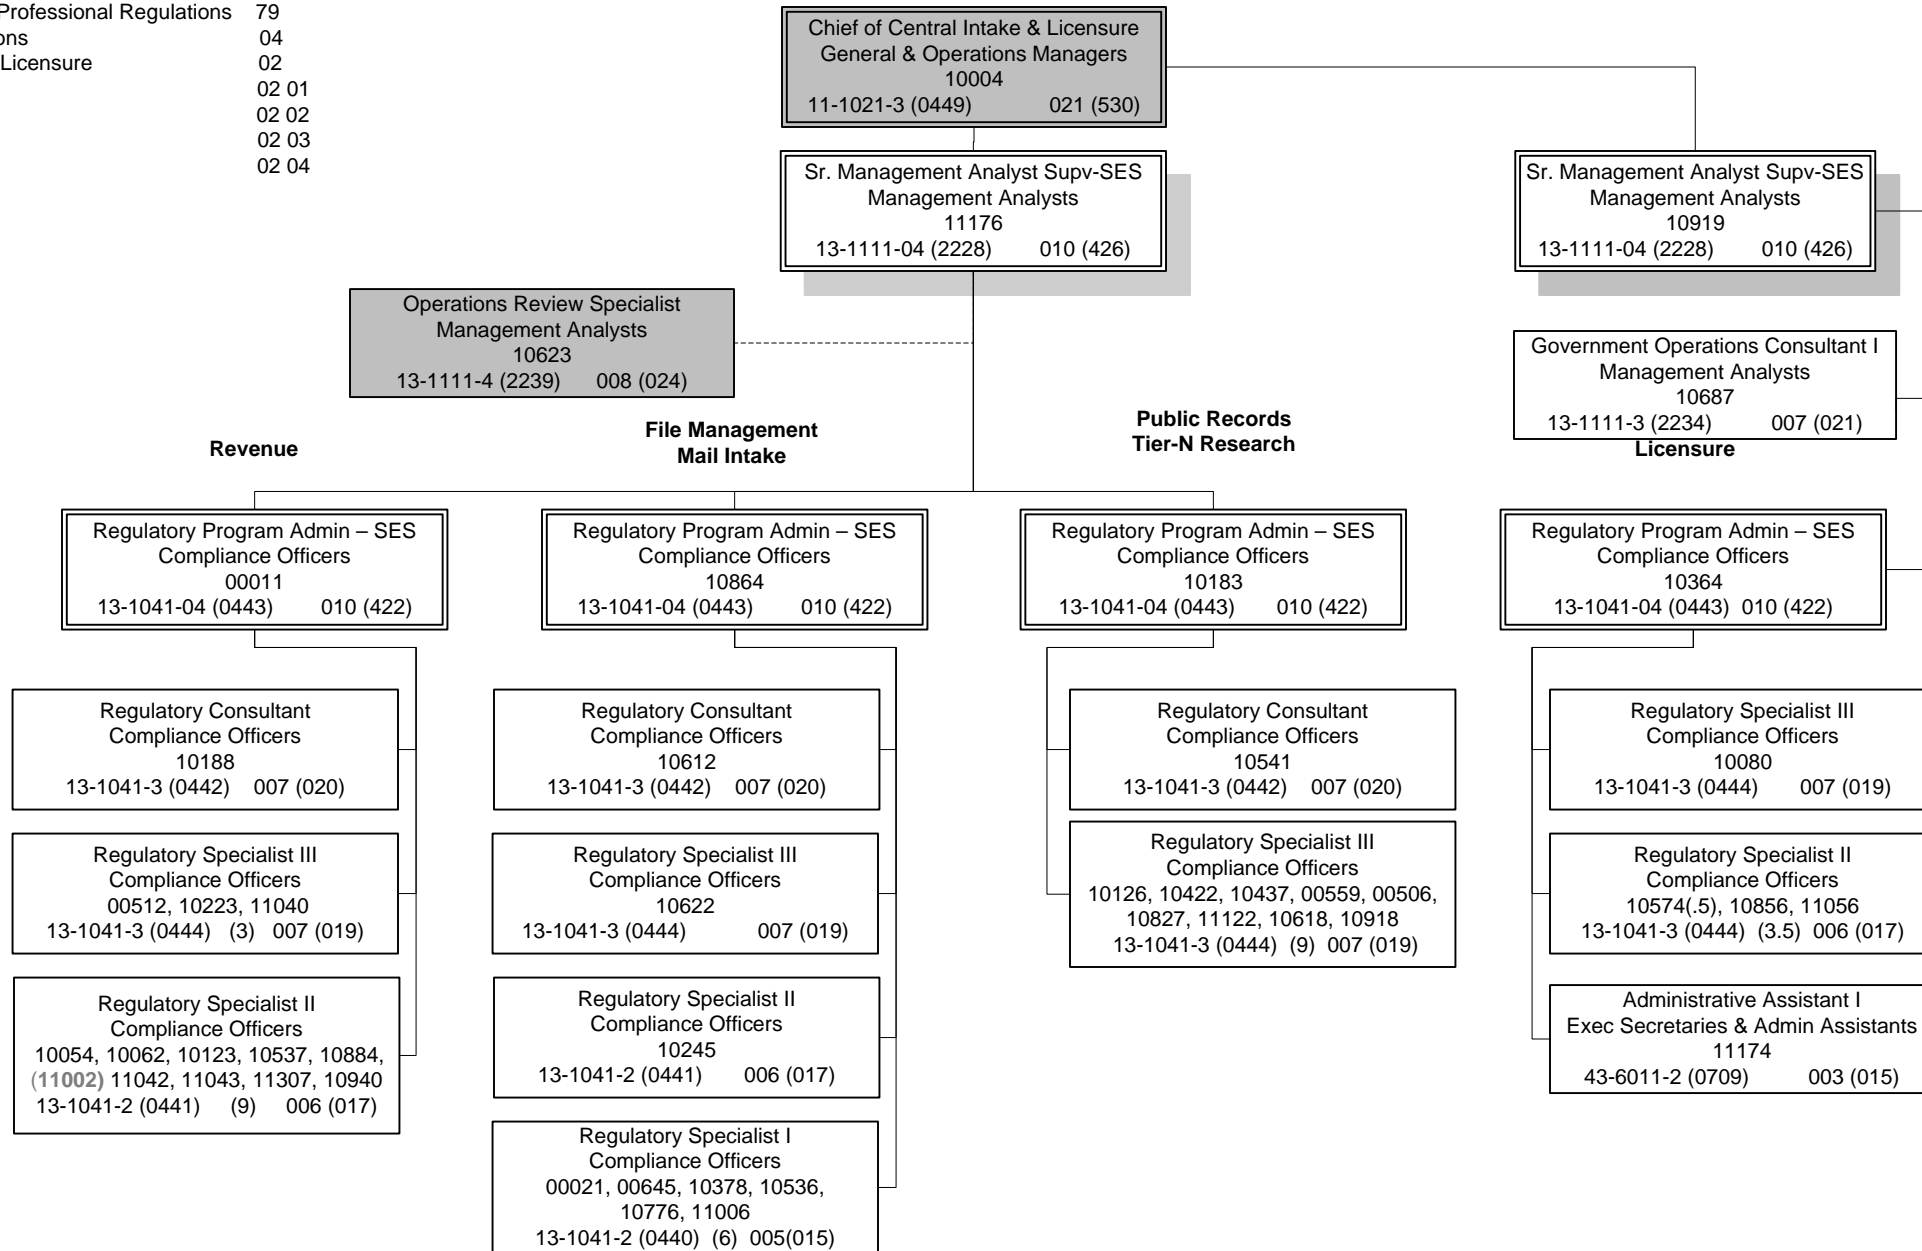 Professional Regulations 79
ons 04
Licensure 02
02 01
02 02
02 03
02 04
Chief of Central Intake & Licensure
General & Operations Managers
10004
11-1021-3 (0449) 021 (530)
Sr. Management Analyst Supv-SES
Management Analysts
11176
13-1111-04 (2228) 010 (426)
Sr. Management Analyst Supv-SES
Management Analysts
10919
13-1111-04 (2228) 010 (426)
Operations Review Specialist
Management Analysts
10623
13-1111-4 (2239) 008 (024)
Government Operations Consultant I
Management Analysts
10687
13-1111-3 (2234) 007 (021)
Revenue
File Management
Mail Intake
Public Records
Tier-N Research
Licensure
Regulatory Program Admin – SES
Compliance Officers
00011
13-1041-04 (0443) 010 (422)
Regulatory Program Admin – SES
Compliance Officers
10864
13-1041-04 (0443) 010 (422)
Regulatory Program Admin – SES
Compliance Officers
10183
13-1041-04 (0443) 010 (422)
Regulatory Program Admin – SES
Compliance Officers
10364
13-1041-04 (0443) 010 (422)
Regulatory Consultant
Compliance Officers
10188
13-1041-3 (0442) 007 (020)
Regulatory Consultant
Compliance Officers
10612
13-1041-3 (0442) 007 (020)
Regulatory Consultant
Compliance Officers
10541
13-1041-3 (0442) 007 (020)
Regulatory Specialist III
Compliance Officers
10080
13-1041-3 (0444) 007 (019)
Regulatory Specialist III
Compliance Officers
00512, 10223, 11040
13-1041-3 (0444) (3) 007 (019)
Regulatory Specialist III
Compliance Officers
10622
13-1041-3 (0444) 007 (019)
Regulatory Specialist III
Compliance Officers
10126, 10422, 10437, 00559, 00506,
10827, 11122, 10618, 10918
13-1041-3 (0444) (9) 007 (019)
Regulatory Specialist II
Compliance Officers
10574(.5), 10856, 11056
13-1041-3 (0444) (3.5) 006 (017)
Regulatory Specialist II
Compliance Officers
10054, 10062, 10123, 10537, 10884,
(11002) 11042, 11043, 11307, 10940
13-1041-2 (0441) (9) 006 (017)
Regulatory Specialist II
Compliance Officers
10245
13-1041-2 (0441) 006 (017)
Administrative Assistant I
Exec Secretaries & Admin Assistants
11174
43-6011-2 (0709) 003 (015)
Regulatory Specialist I
Compliance Officers
00021, 00645, 10378, 10536,
10776, 11006
13-1041-2 (0440) (6) 005(015)